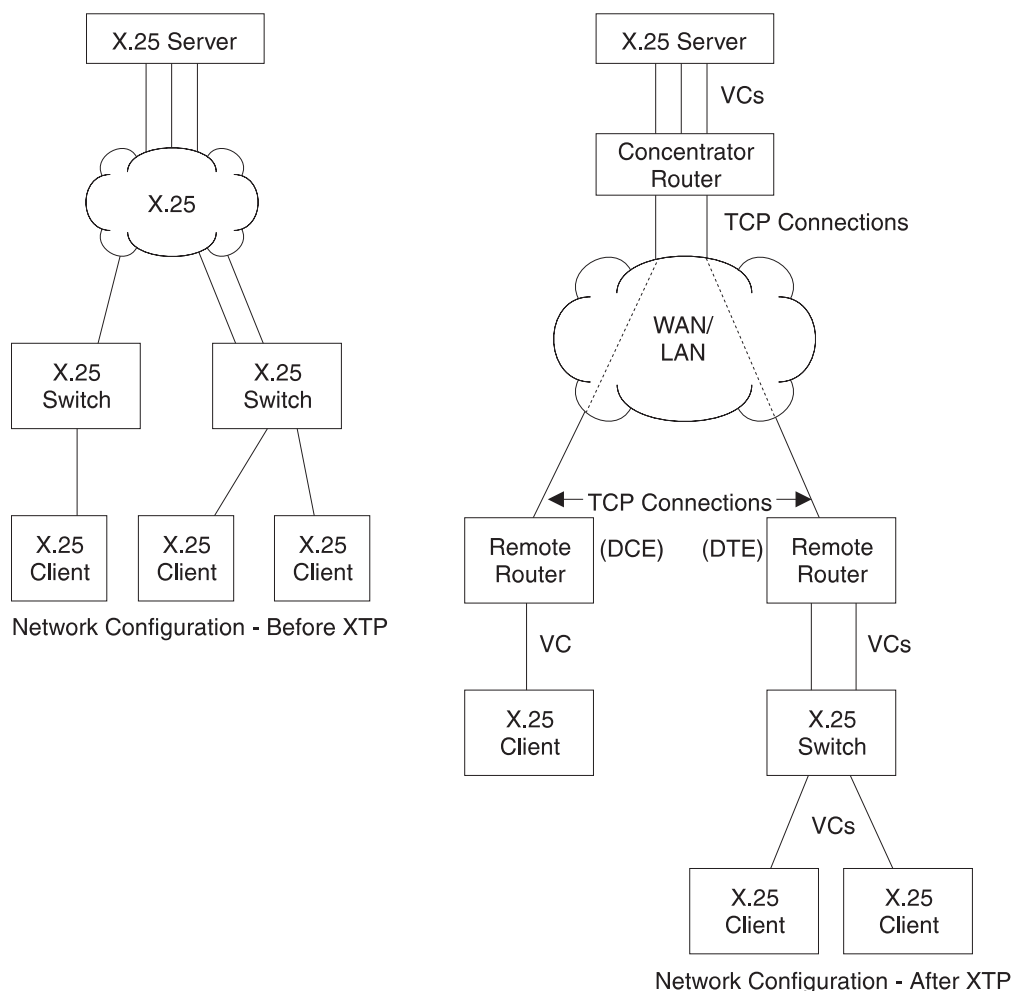 X.25 Server
X.25
X.25
Switch
X.25
Switch
X.25
Client
X.25
Client
X.25
Client
Network Configuration - Before XTP
X.25 Server
VCs
Concentrator
Router
TCP Connections
WAN/
LAN
TCP Connections
Remote
Router
(DCE)
(DTE)
Remote
Router
VC
VCs
X.25
Client
X.25
Switch
VCs
X.25
Client
X.25
Client
Network Configuration - After XTP